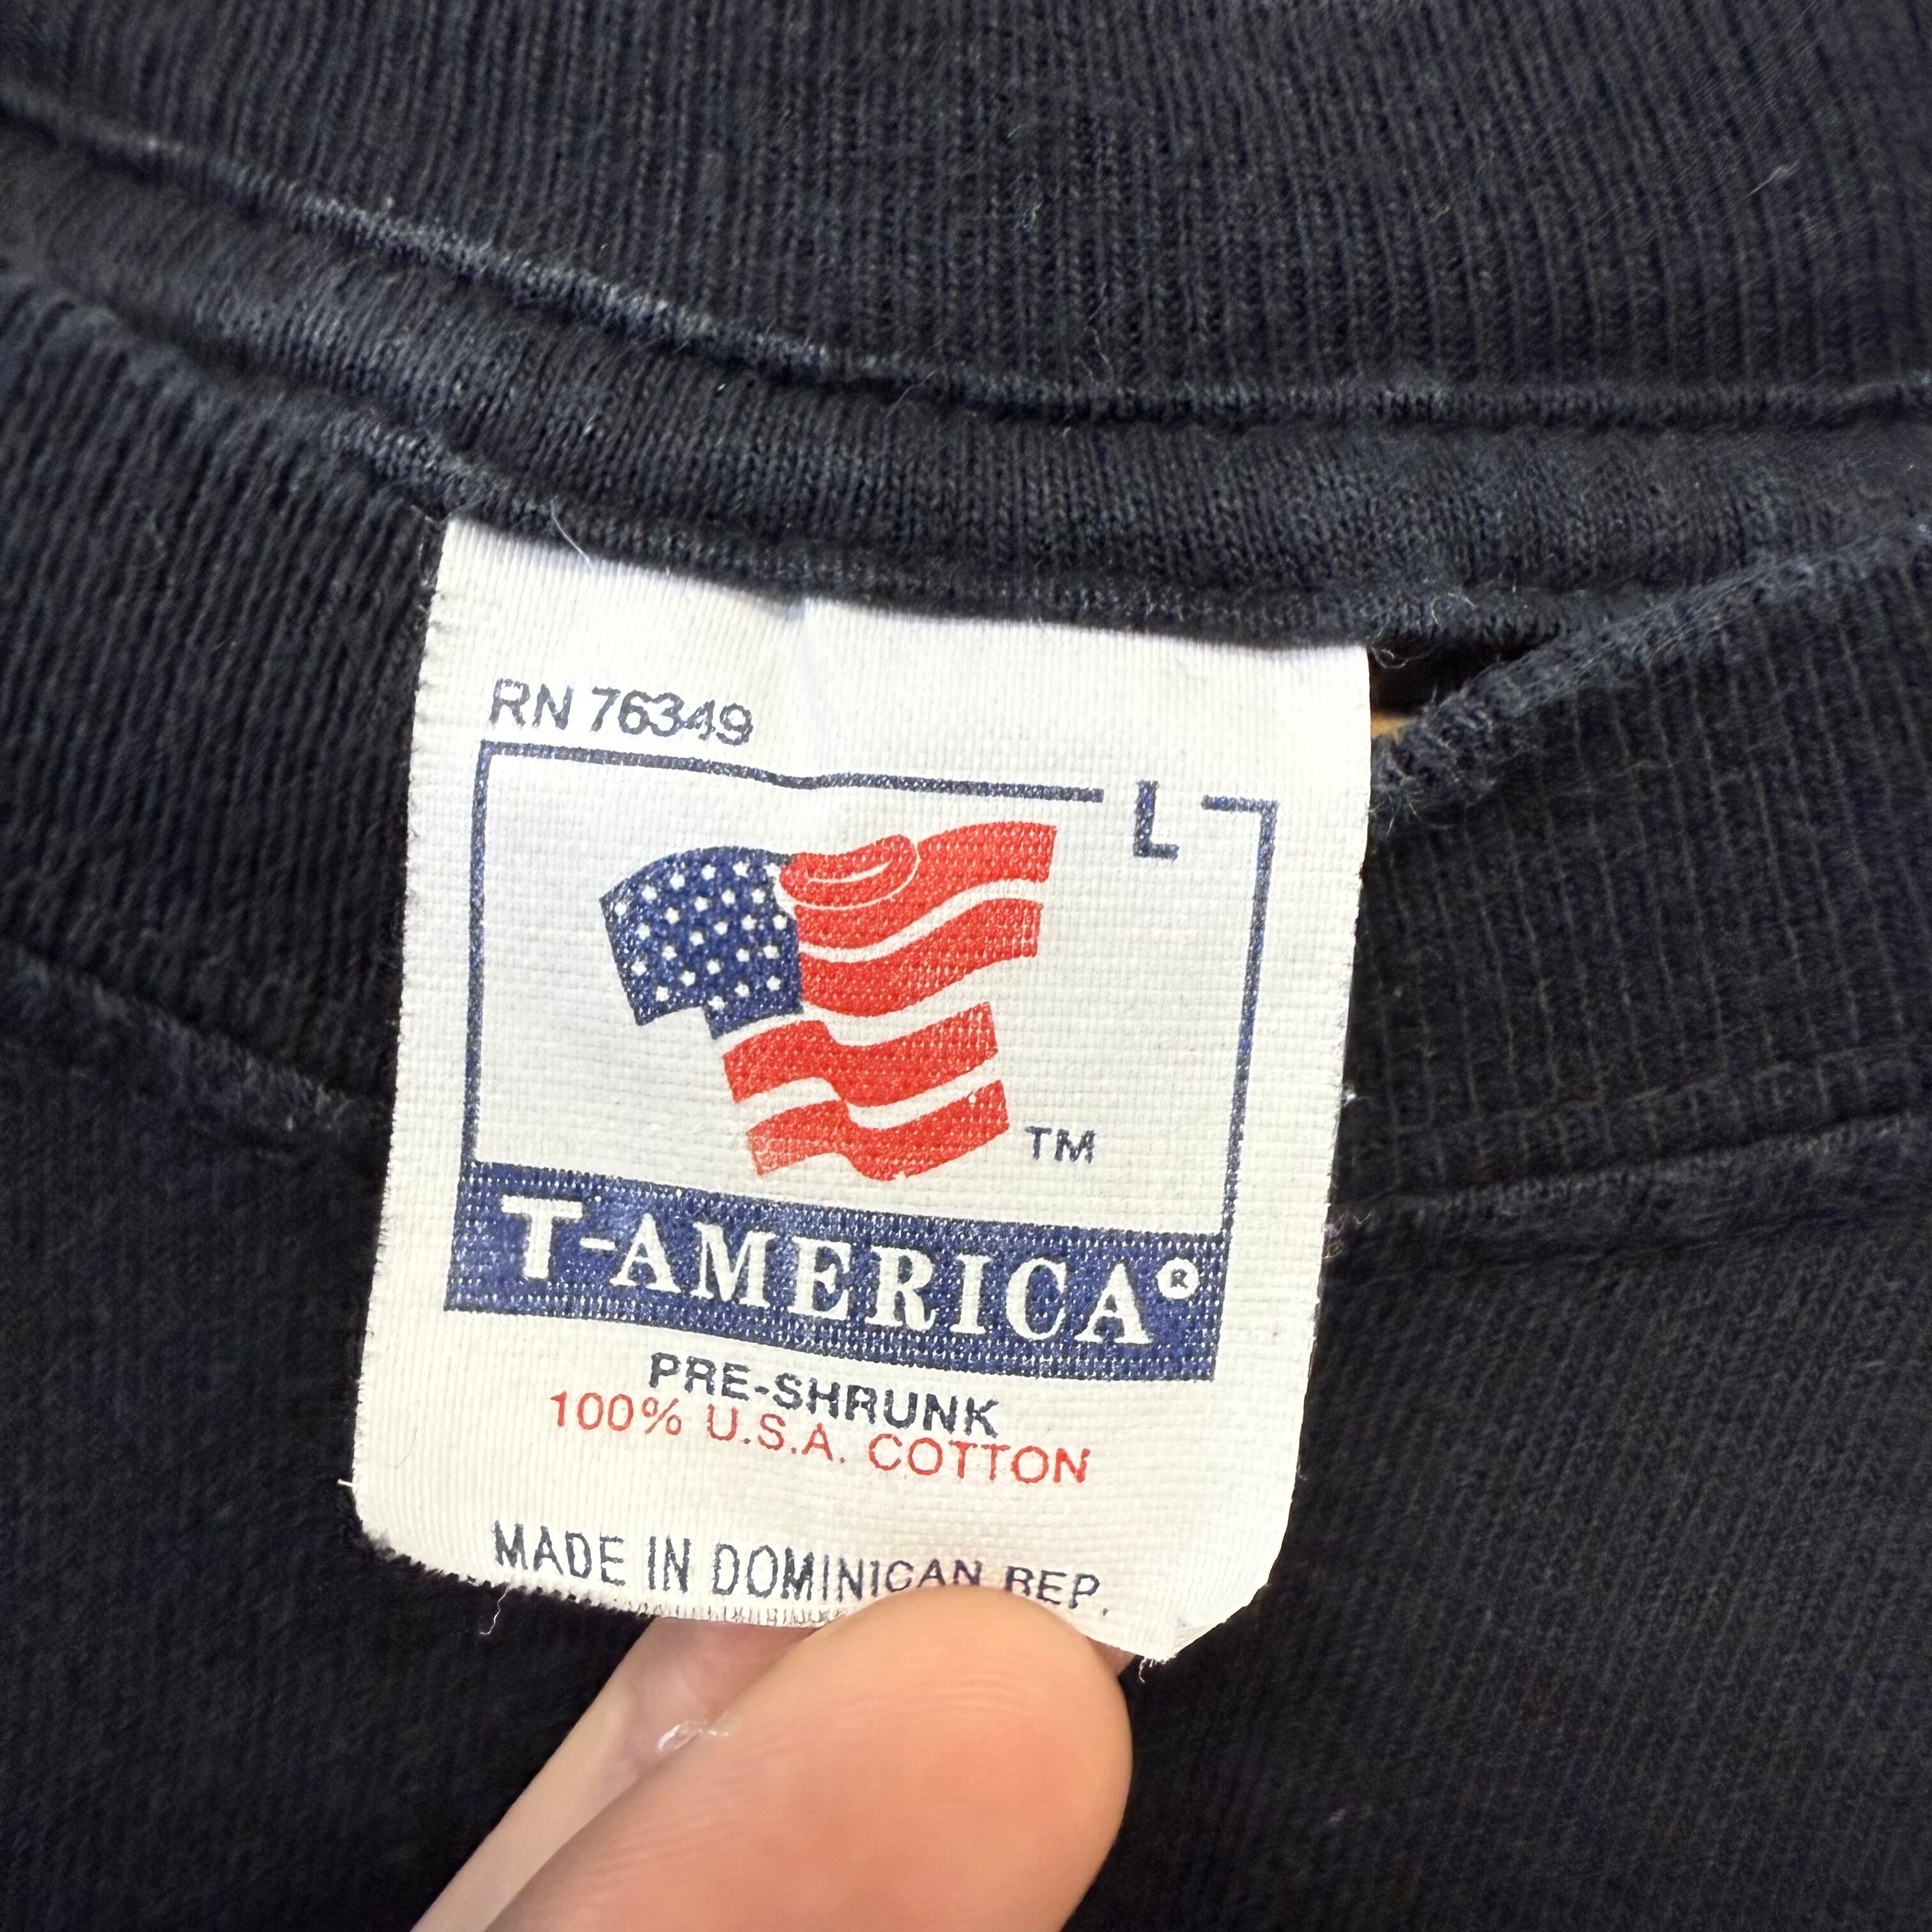 RN 76349
L
TM
T-AMERICA®
PRE-SHRUNK
100% U.S.A. COTTON
MADE IN DOMINICAN REP.